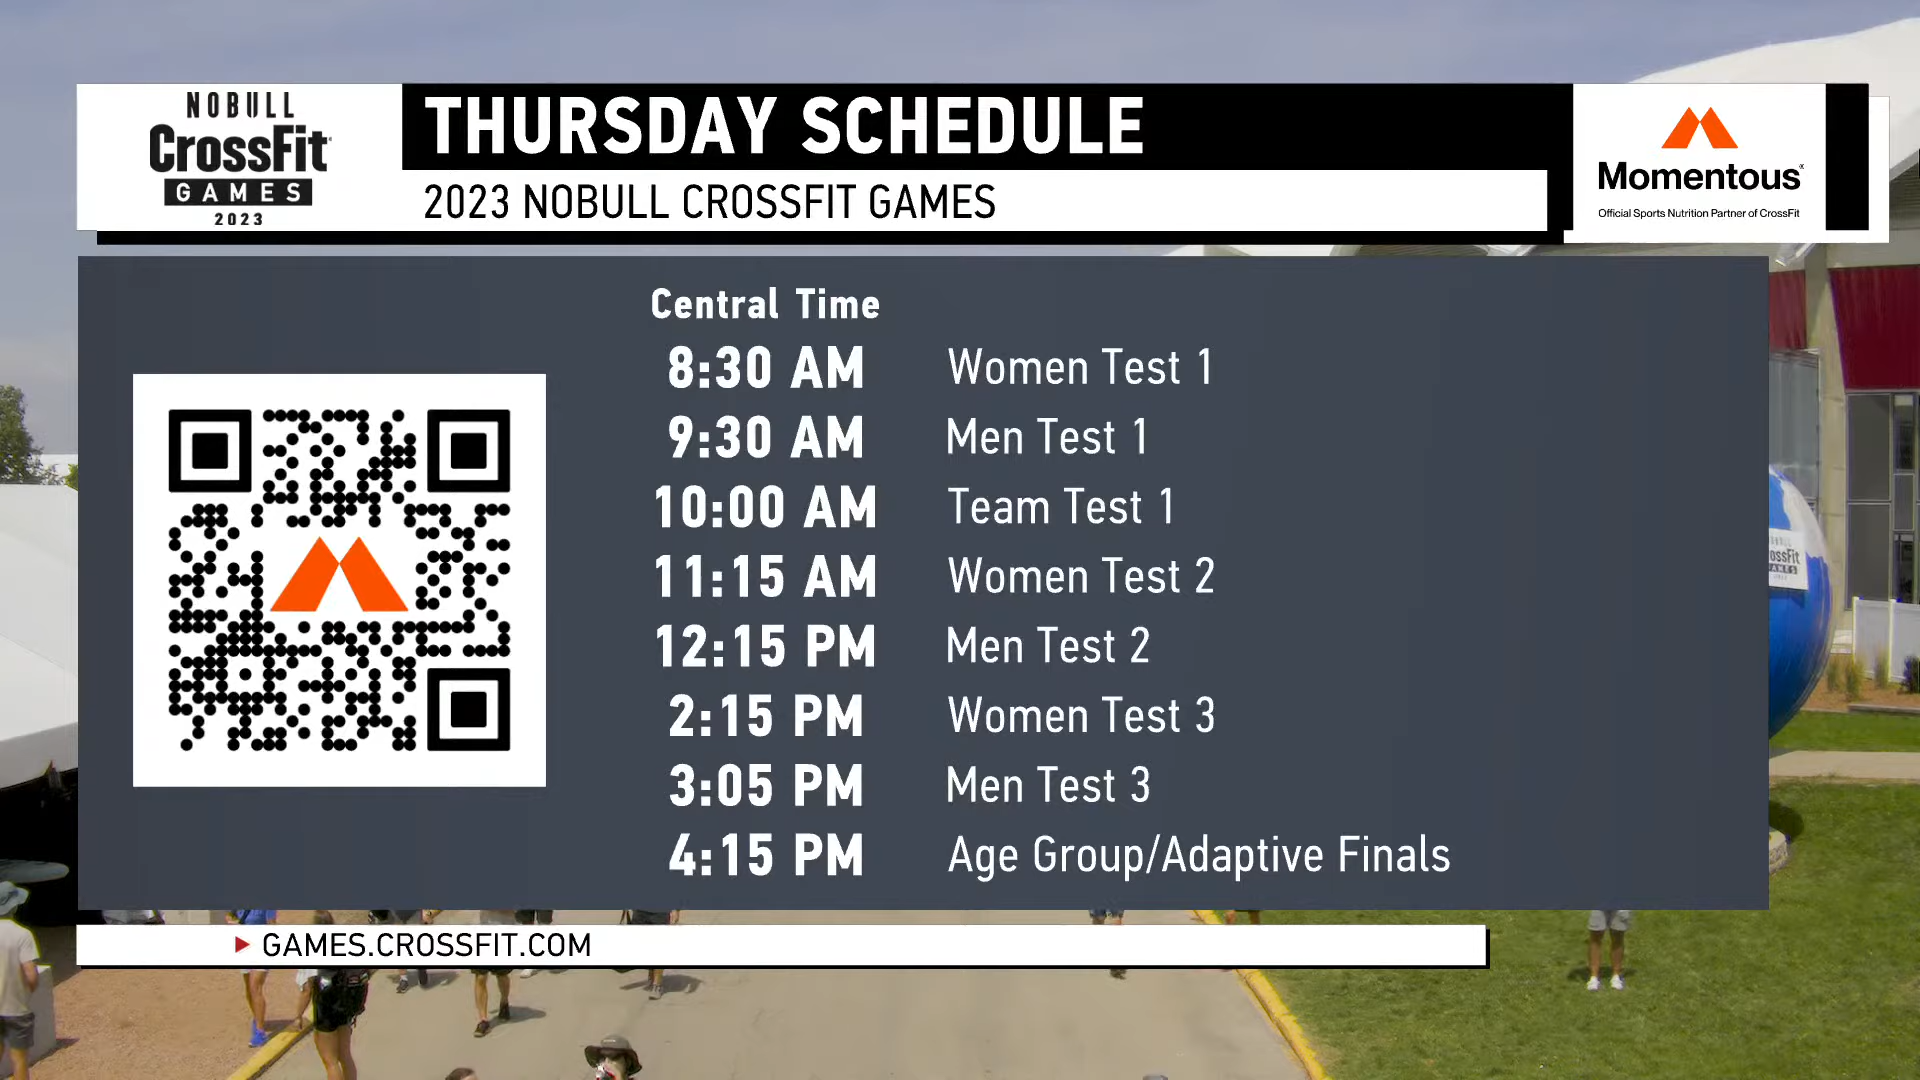 NOBULL
CrossFit
GAMES
2023
THURSDAY SCHEDULE
2023 NOBULL CROSSFIT GAMES
Momentous
Official Sports Nutrition Partner of CrossFit
Central Time
8:30 AM Women Test 1
9:30 AM Men Test 1
10:00 AM Team Test 1
11:15 AM Women Test 2
12:15 PM Men Test 2
2:15 PM Women Test 3
3:05 PM Men Test 3
4:15 PM Age Group/Adaptive Finals
GAMES.CROSSFIT.COM